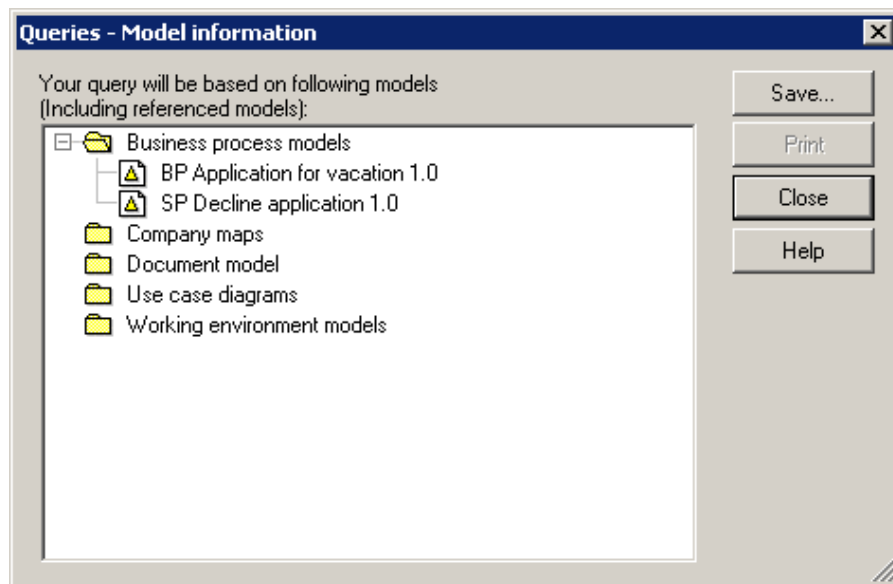 Queries - Model information
Your query will be based on following models
(Including referenced models):
Business process models
BP Application for vacation 1.0
SP Decline application 1.0
Company maps
Document model
Use case diagrams
Working environment models
Save...
Print
Close
Help